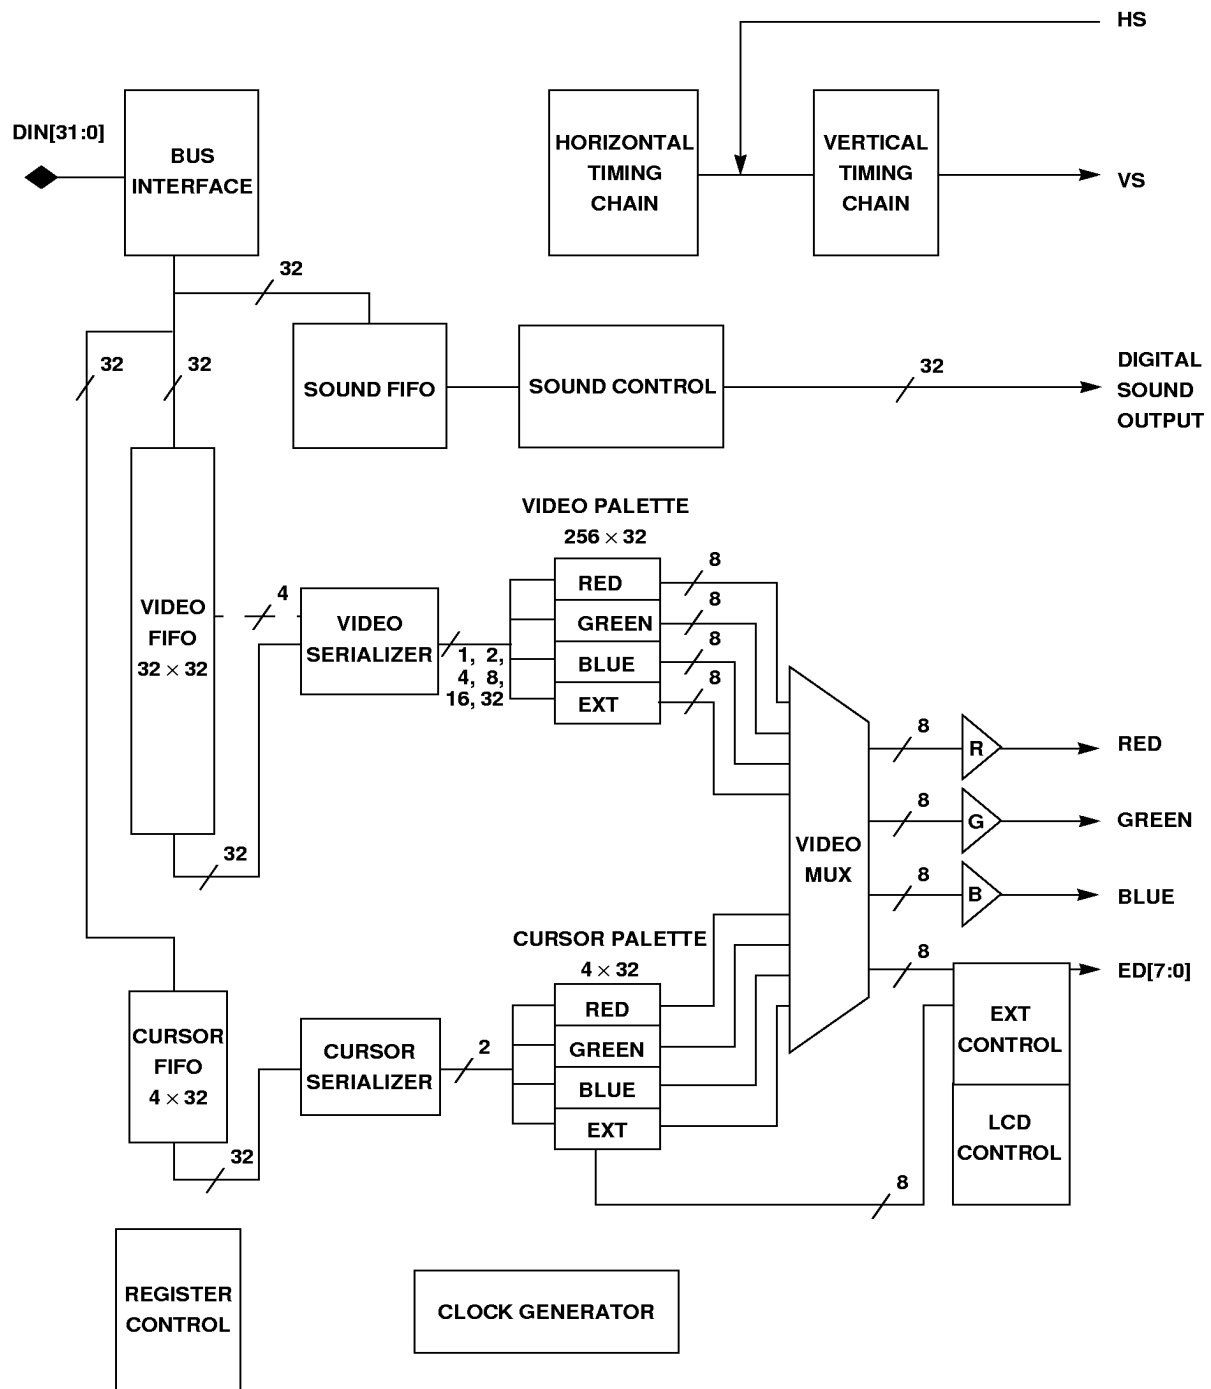 HS
DIN[31:0]
BUS
INTERFACE
HORIZONTAL
TIMING
CHAIN
VERTICAL
TIMING
CHAIN
VS
32
32
32
SOUND FIFO
SOUND CONTROL
32
DIGITAL
SOUND
OUTPUT
VIDEO PALETTE
256 × 32
VIDEO
FIFO
32 × 32
4
VIDEO
SERIALIZER
1, 2,
4, 8,
16, 32
RED
GREEN
BLUE
EXT
8
8
8
8
32
VIDEO
MUX
8
R
RED
8
G
GREEN
8
B
BLUE
8
ED[7:0]
CURSOR PALETTE
4 × 32
RED
GREEN
BLUE
EXT
CURSOR
FIFO
4 × 32
32
CURSOR
SERIALIZER
2
EXT
CONTROL
LCD
CONTROL
8
REGISTER
CONTROL
CLOCK GENERATOR